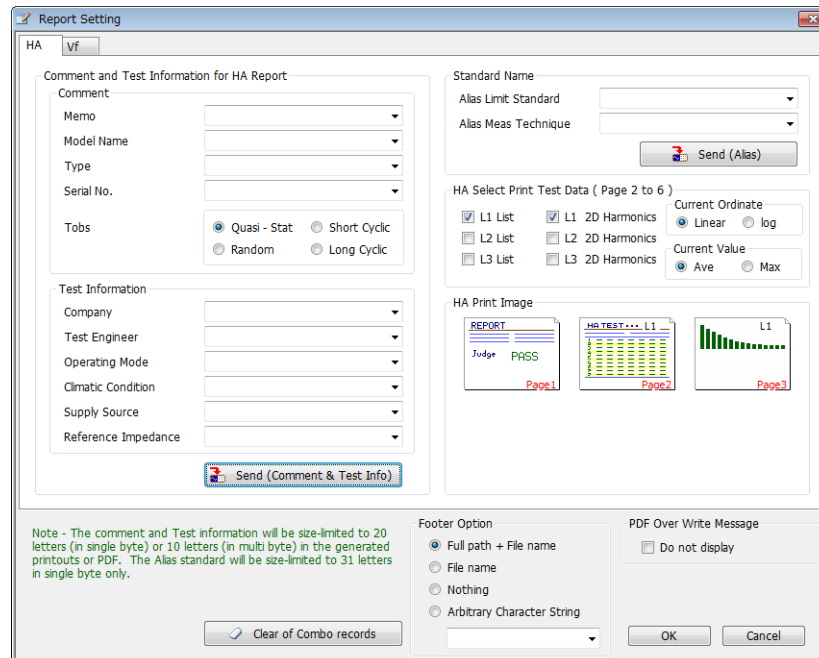 Report Setting
HA
Vf
Comment and Test Information for HA Report
Comment
Memo
Model Name
Type
Serial No.
Tobs
Quasi - Stat
Short Cyclic
Random
Long Cyclic
Test Information
Company
Test Engineer
Operating Mode
Climatic Condition
Supply Source
Reference Impedance
Send (Comment & Test Info)
Standard Name
Alias Limit Standard
Alias Meas Technique
Send (Alias)
HA Select Print Test Data ( Page 2 to 6 )
L1 List
L1 2D Harmonics
L2 List
L2 2D Harmonics
L3 List
L3 2D Harmonics
Current Ordinate
Linear
log
Current Value
Ave
Max
HA Print Image
REPORT
Judge PASS
Page1
HA TEST••• L1
Page2
L1
Page3
Note - The comment and Test information will be size-limited to 20
letters (in single byte) or 10 letters (in multi byte) in the generated
printouts or PDF. The Alias standard will be size-limited to 31 letters
in single byte only.
Clear of Combo records
Footer Option
Full path + File name
File name
Nothing
Arbitrary Character String
PDF Over Write Message
Do not display
OK
Cancel